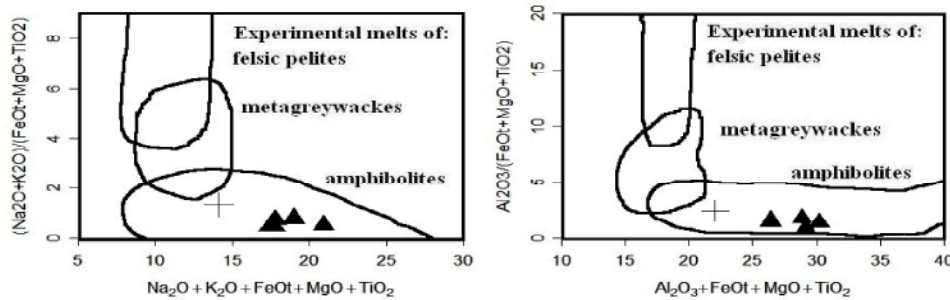 (Na2O+K2O)/(FeOt+MgO+TiO2)
8
6
4
2
0
Experimental melts of:
felsic pelites
metagreywackes
amphibolites
5
10
15
20
25
30
Na₂O + K₂O + FeOt + MgO + TiO₂
Al2O3/(FeOt+MgO+TiO2)
20
15
10
5
0
Experimental melts of:
felsic pelites
metagreywackes
amphibolites
10
15
20
25
30
35
40
Al₂O₃+ FeOt + MgO + TiO₂